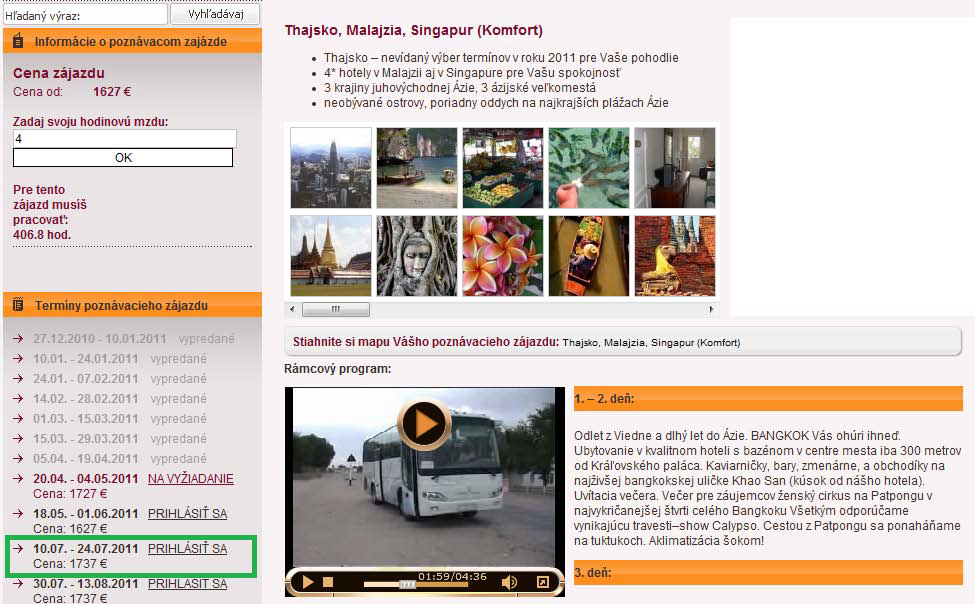 Hľadaný výraz:
Vyhľadávaj
Informácie o poznávacom zajázde
Cena zájazdu
Cena od: 1627 €
Zadaj svoju hodinovú mzdu:
4
OK
Pre tento
zájazd musíš
pracovať:
406.8 hod.
Termíny poznávacieho zájazdu
27.12.2010 - 10.01.2011 vypredané
10.01. - 24.01.2011 vypredané
24.01. - 07.02.2011 vypredané
14.02. - 28.02.2011 vypredané
01.03. - 15.03.2011 vypredané
15.03. - 29.03.2011 vypredané
05.04. - 19.04.2011 vypredané
20.04. - 04.05.2011 NA VYŽIADANIE
Cena: 1727 €
18.05. - 01.06.2011 PRIHLÁSIŤ SA
Cena: 1627 €
10.07. - 24.07.2011 PRIHLÁSIŤ SA
Cena: 1737 €
30.07. - 13.08.2011 PRIHLÁSIŤ SA
Cena: 1737 €
Thajsko, Malajzia, Singapur (Komfort)
• Thajsko – nevídaný výber termínov v roku 2011 pre Vaše pohodlie
• 4* hotely v Malajzii aj v Singapure pre Vašu spokojnosť
• 3 krajiny juhovýchodnej Ázie, 3 ázijské veľkomestá
• neobývané ostrovy, poriadny oddych na najkrajších plážach Ázie
Stiahnite si mapu Vášho poznávacieho zájazdu: Thajsko, Malajzia, Singapur (Komfort)
Rámcový program:
01:59/04:36
1. – 2. deň:
Odlet z Viedne a dlhý let do Ázie. BANGKOK Vás ohúri ihneď.
Ubytovanie v kvalitnom hoteli s bazénom v centre mesta iba 300 metrov
od Kráľovského paláca. Kaviarničky, bary, zmenárne, a obchodíky na
najživšej bangkokskej uličke Khao San (kúsok od nášho hotela).
Uvítacia večera. Večer pre záujemcov ženský cirkus na Patpongu v
najvykričanejšej štvrti celého Bangkoku Všetkým odporúčame
vynikajúcu travesti–show Calypso. Cestou z Patpongu sa ponaháňame
na tuktukoch. Aklimatizácia šokom!
3. deň: